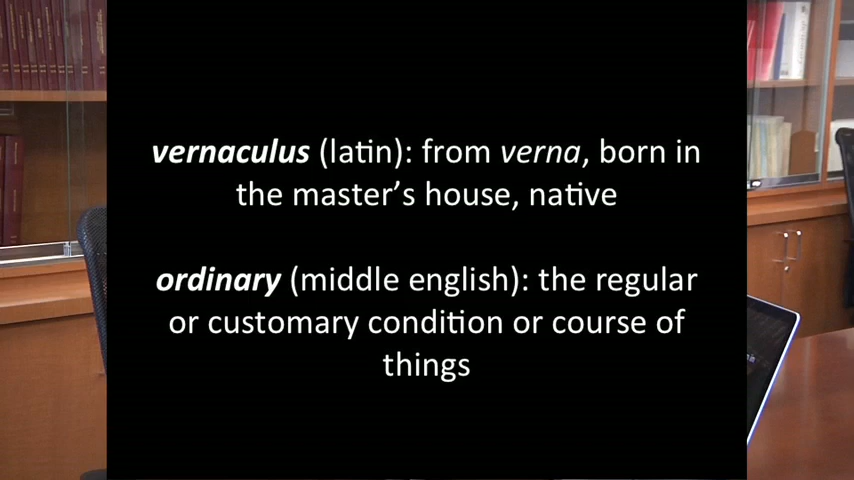 vernaculus (latin): from verna, born in
the master’s house, native
ordinary (middle english): the regular
or customary condition or course of
things